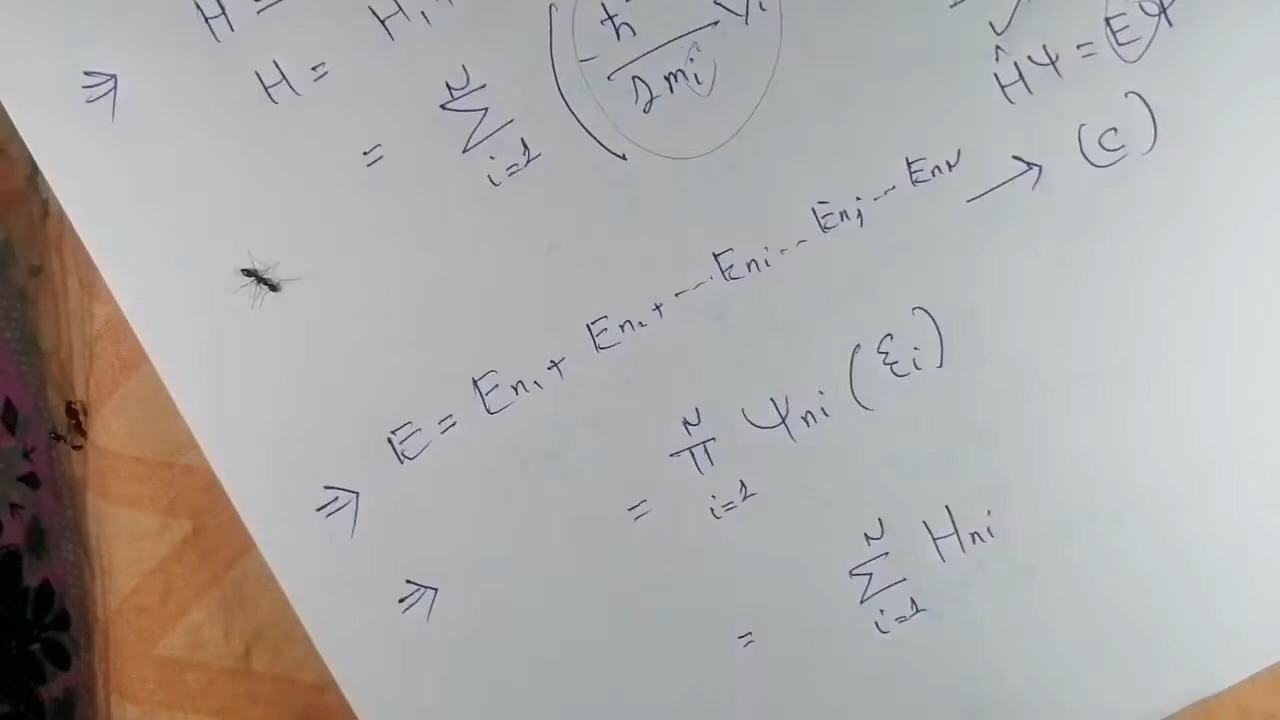 H = H₁
⇒ H =
= Σ_{i=1}^{N} ( -ħ / 2mi ∇i
✓
ĤΨ = EΨ
⇒ E = En₁ + En₂ + --- Eni -- Enj -- EnN → (C)
= Π_{i=1}^{N} Ψni (ξi)
⇒ = Σ_{i=1}^{N} Hni